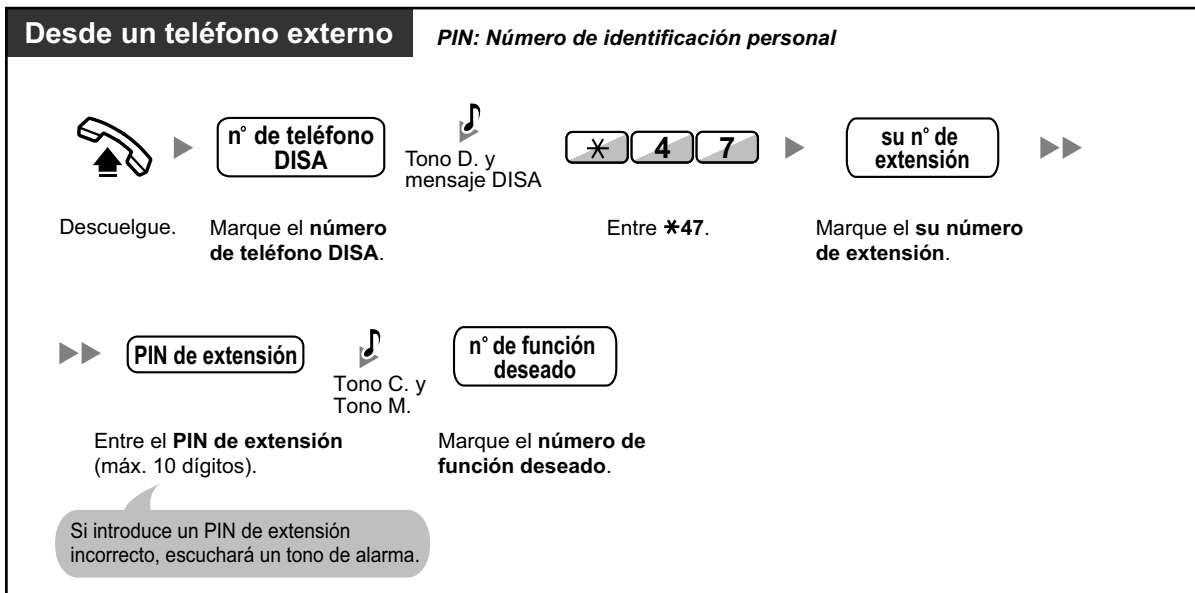 Desde un teléfono externo
PIN: Número de identificación personal
n° de teléfono
DISA
Tono D. y
mensaje DISA
* 4 7
su n° de
extensión
Descuelgue.
Marque el número
de teléfono DISA.
Entre *47.
Marque el su número
de extensión.
PIN de extensión
Tono C. y
Tono M.
n° de función
deseado
Entre el PIN de extensión
(máx. 10 dígitos).
Marque el número de
función deseado.
Si introduce un PIN de extensión
incorrecto, escuchará un tono de alarma.